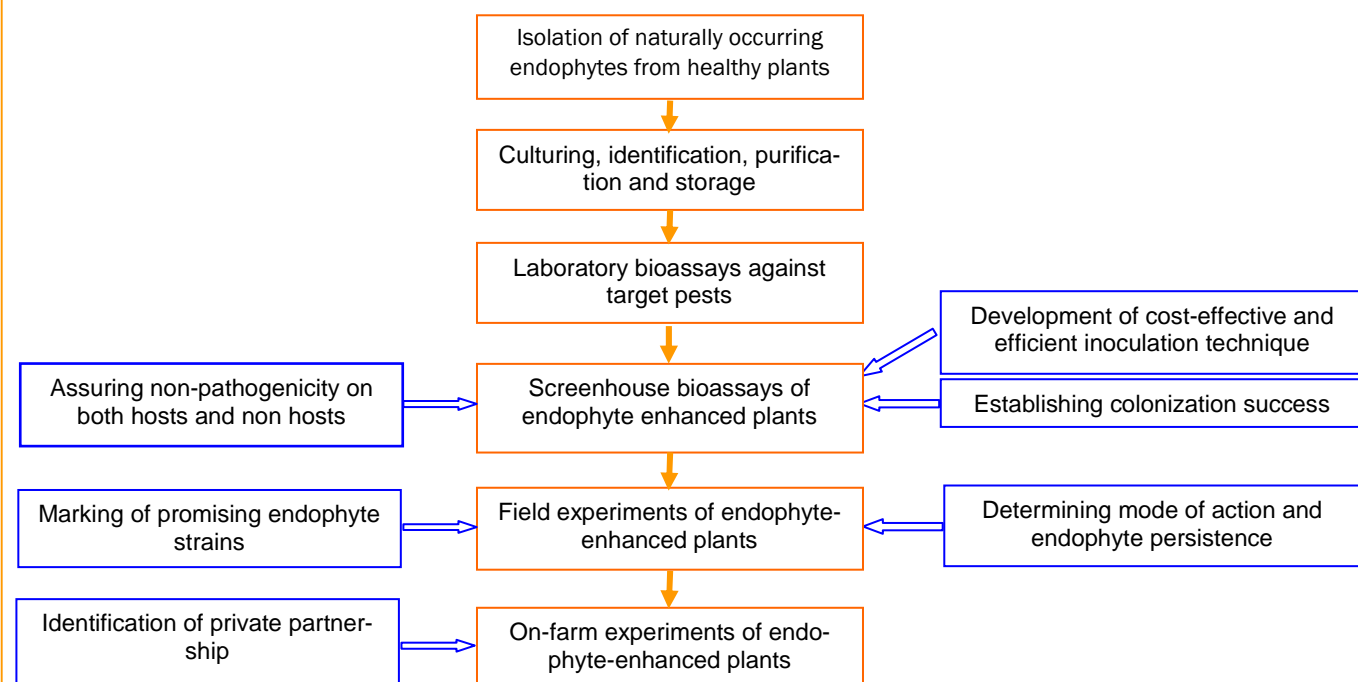 Isolation of naturally occurring
endophytes from healthy plants
Culturing, identification, purifica-
tion and storage
Laboratory bioassays against
target pests
Development of cost-effective and
efficient inoculation technique
Assuring non-pathogenicity on
both hosts and non hosts
Screenhouse bioassays of
endophyte enhanced plants
Establishing colonization success
Marking of promising endophyte
strains
Field experiments of endophyte-
enhanced plants
Determining mode of action and
endophyte persistence
Identification of private partner-
ship
On-farm experiments of endo-
phyte-enhanced plants